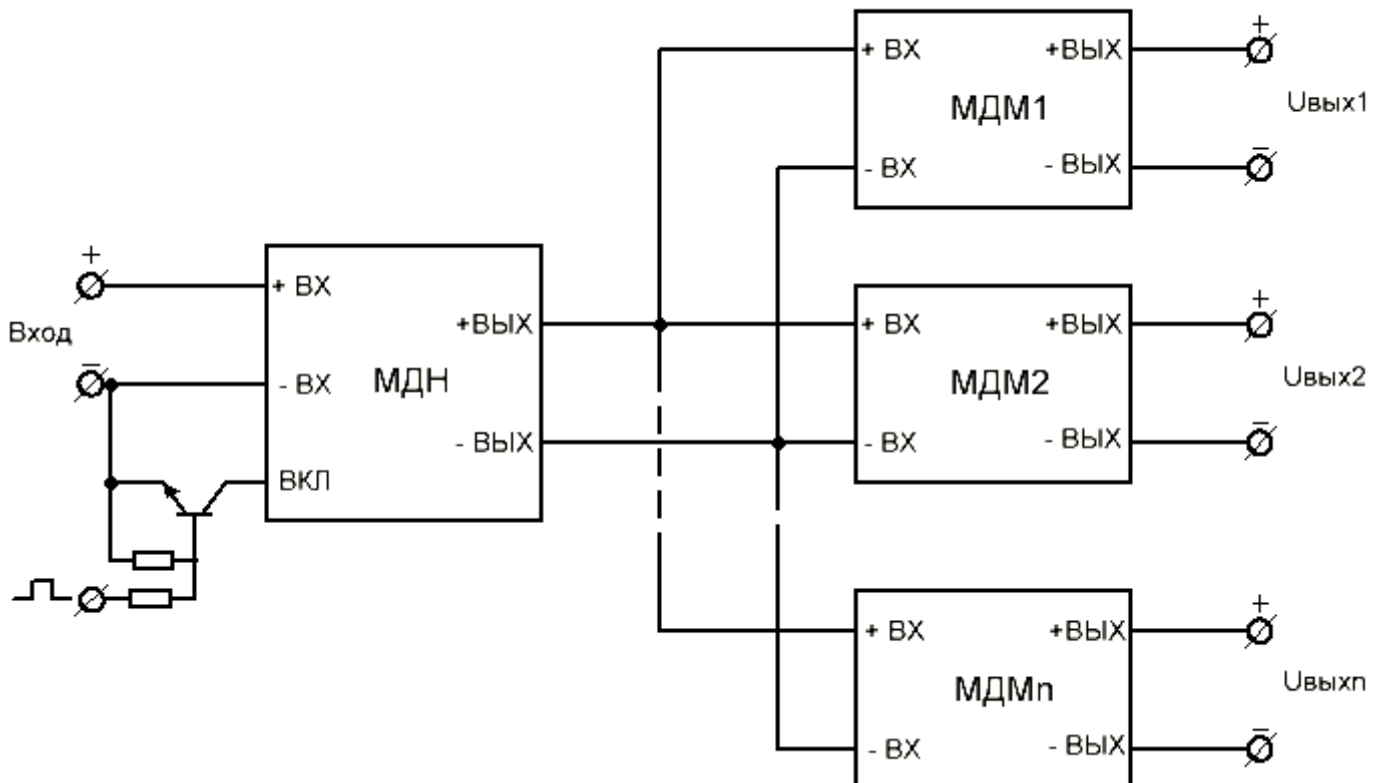 +
+ ВХ
+ВЫХ
МДМ1
Uвых1
- ВХ
- ВЫХ
-
+
+ ВХ
Вход
+ВЫХ
-
- ВХ
МДН
- ВЫХ
ВКЛ
+
+ ВХ
+ВЫХ
МДМ2
Uвых2
- ВХ
- ВЫХ
-
+
+ ВХ
+ВЫХ
МДМn
Uвыхn
- ВХ
- ВЫХ
-